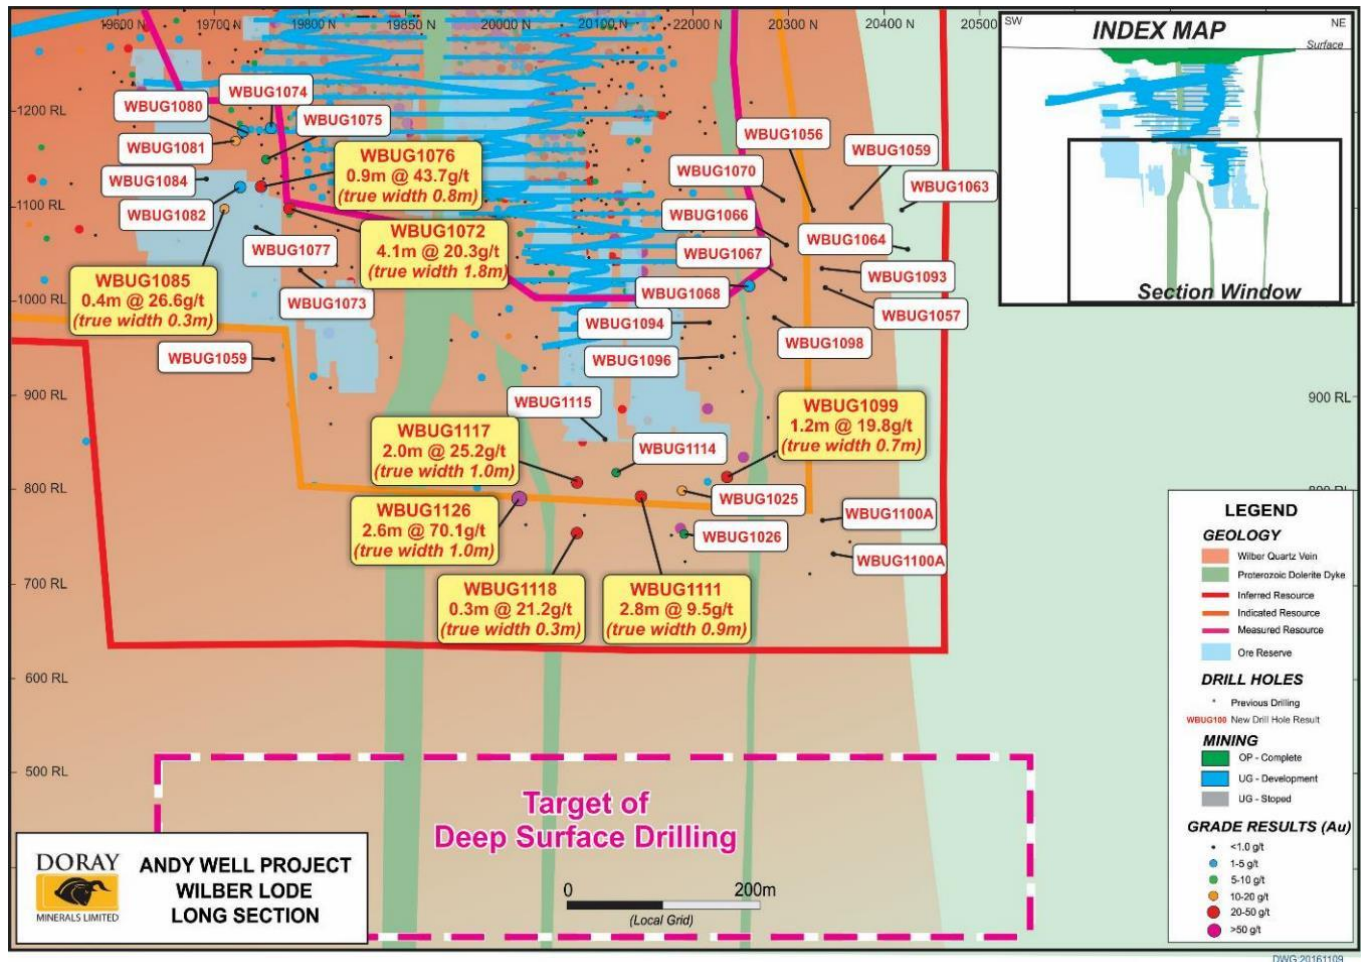 19600 N
19700 N
19800 N
19850 N
20000 N
20100 N
22000 N
20300 N
20400 N
20500
SW
INDEX MAP
NE
Surface
Section Window
1200 RL
1100 RL
1000 RL
900 RL
800 RL
700 RL
600 RL
500 RL
900 RL
WBUG1074
WBUG1080
WBUG1075
WBUG1081
WBUG1076
0.9m @ 43.7g/t
(true width 0.8m)
WBUG1084
WBUG1082
WBUG1072
4.1m @ 20.3g/t
(true width 1.8m)
WBUG1077
WBUG1085
0.4m @ 26.6g/t
(true width 0.3m)
WBUG1073
WBUG1059
WBUG1056
WBUG1059
WBUG1070
WBUG1063
WBUG1066
WBUG1064
WBUG1067
WBUG1093
WBUG1068
WBUG1057
WBUG1094
WBUG1098
WBUG1096
WBUG1115
WBUG1099
1.2m @ 19.8g/t
(true width 0.7m)
WBUG1117
2.0m @ 25.2g/t
(true width 1.0m)
WBUG1114
WBUG1025
WBUG1126
2.6m @ 70.1g/t
(true width 1.0m)
WBUG1026
WBUG1100A
WBUG1100A
WBUG1118
0.3m @ 21.2g/t
(true width 0.3m)
WBUG1111
2.8m @ 9.5g/t
(true width 0.9m)
Target of
Deep Surface Drilling
0 200m
(Local Grid)
DORAY
MINERALS LIMITED
ANDY WELL PROJECT
WILBER LODE
LONG SECTION
LEGEND
GEOLOGY
Wilber Quartz Vein
Proterozoic Dolerite Dyke
Inferred Resource
Indicated Resource
Measured Resource
Ore Reserve
DRILL HOLES
Previous Drilling
WBUG100 New Drill Hole Result
MINING
OP - Complete
UG - Development
UG - Stoped
GRADE RESULTS (Au)
<1.0 g/t
1-5 g/t
5-10 g/t
10-20 g/t
20-50 g/t
>50 g/t
DWG:20161109